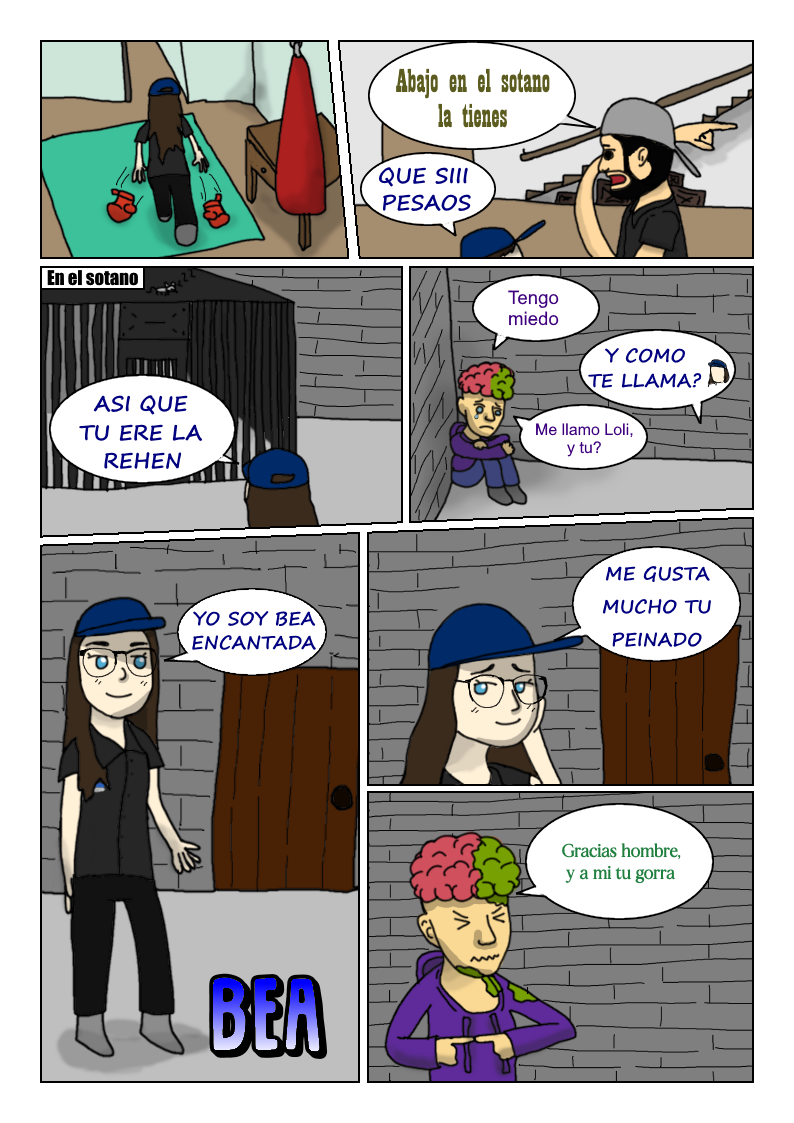 Abajo en el sotano
la tienes
QUE SIII
PESAOS
En el sotano
ASI QUE
TU ERE LA
REHEN
Tengo
miedo
Y COMO
TE LLAMA?
Me llamo Loli,
y tu?
YO SOY BEA
ENCANTADA
BEA
ME GUSTA
MUCHO TU
PEINADO
Gracias hombre,
y a mi tu gorra